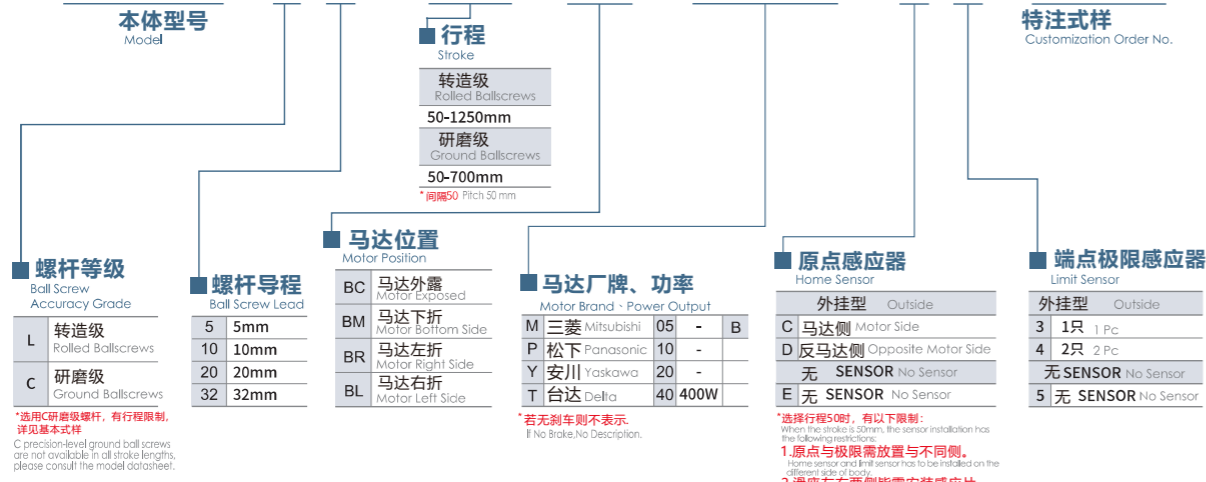 本体型号
Model
特注式样
Customization Order No.
行程
Stroke
转造级
Rolled Ballscrews
50-1250mm
研磨级
Ground Ballscrews
50-700mm
*间隔50 Pitch 50 mm
螺杆等级
Ball Screw
Accuracy Grade
L 转造级
Rolled Ballscrews
C 研磨级
Ground Ballscrews
*选用C研磨级螺杆，有行程限制，
详见基本式样
C precision-level ground ball screws
are not available in all stroke lengths,
please consult the model datasheet.
螺杆导程
Ball Screw Lead
5 5mm
10 10mm
20 20mm
32 32mm
马达位置
Motor Position
BC 马达外露
Motor Exposed
BM 马达下折
Motor Bottom Side
BR 马达左折
Motor Right Side
BL 马达右折
Motor Left Side
马达厂牌、功率
Motor Brand、Power Output
M 三菱 Mitsubishi 05 - B
P 松下 Panasonic 10 -
Y 安川 Yaskawa 20 -
T 台达 Delta 40 400W
*若无刹车则不表示.
If No Brake,No Description.
原点感应器
Home Sensor
外挂型 Outside
C 马达侧 Motor Side
D 反马达侧 Opposite Motor Side
无 SENSOR No Sensor
E 无 SENSOR No Sensor
*选择行程50时，有以下限制：
When the stroke is 50mm, the sensor installation has
the following restrictions:
1.原点与极限需放置与不同侧。
Home sensor and limit sensor has to be installed on the
different side of body.
2.滑座左右两侧皆需安装感应片
端点极限感应器
Limit Sensor
外挂型 Outside
3 1只 1 Pc
4 2只 2 Pc
无 SENSOR No Sensor
5 无 SENSOR No Sensor